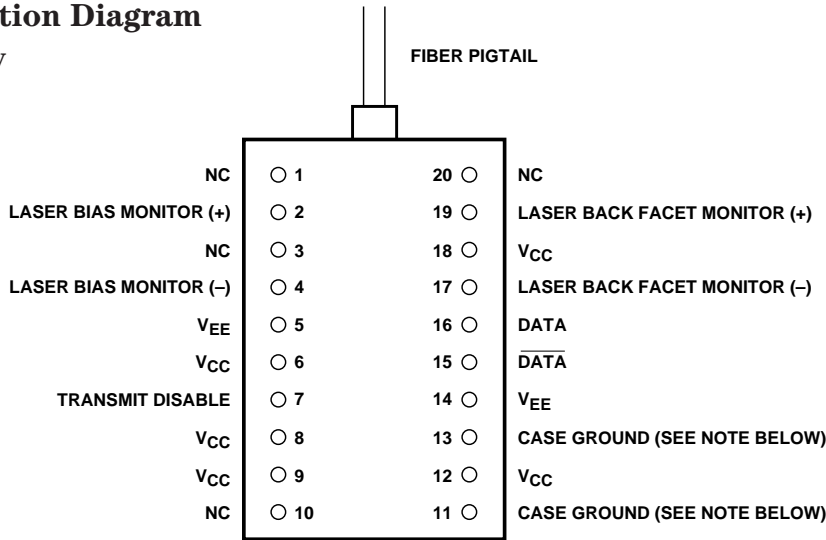 tion Diagram
FIBER PIGTAIL
NC 1 20 NC
LASER BIAS MONITOR (+) 2 19 LASER BACK FACET MONITOR (+)
NC 3 18 VCC
LASER BIAS MONITOR (–) 4 17 LASER BACK FACET MONITOR (–)
VEE 5 16 DATA
VCC 6 15 D̅A̅T̅A̅
TRANSMIT DISABLE 7 14 VEE
VCC 8 13 CASE GROUND (SEE NOTE BELOW)
VCC 9 12 VCC
NC 10 11 CASE GROUND (SEE NOTE BELOW)